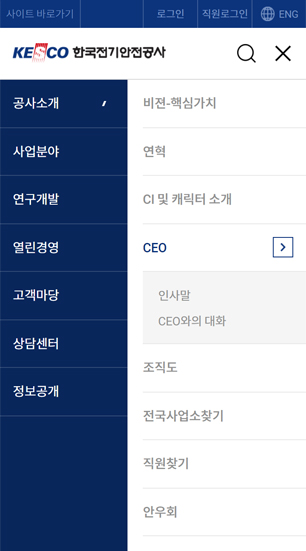 사이트 바로가기
로그인
직원로그인
ENG
KESCO 한국전기안전공사
공사소개
사업분야
연구개발
열린경영
고객마당
상담센터
정보공개
비전-핵심가치
연혁
CI 및 캐릭터 소개
CEO
인사말
CEO와의 대화
조직도
전국사업소찾기
직원찾기
안우회